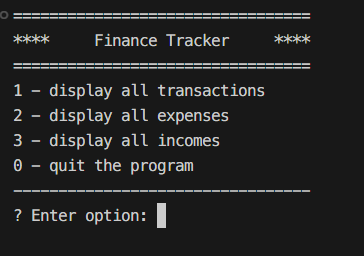 =================================
****     Finance Tracker     ****
=================================
1 – display all transactions
2 – display all expenses
3 – display all incomes
0 – quit the program
---------------------------------
? Enter option: